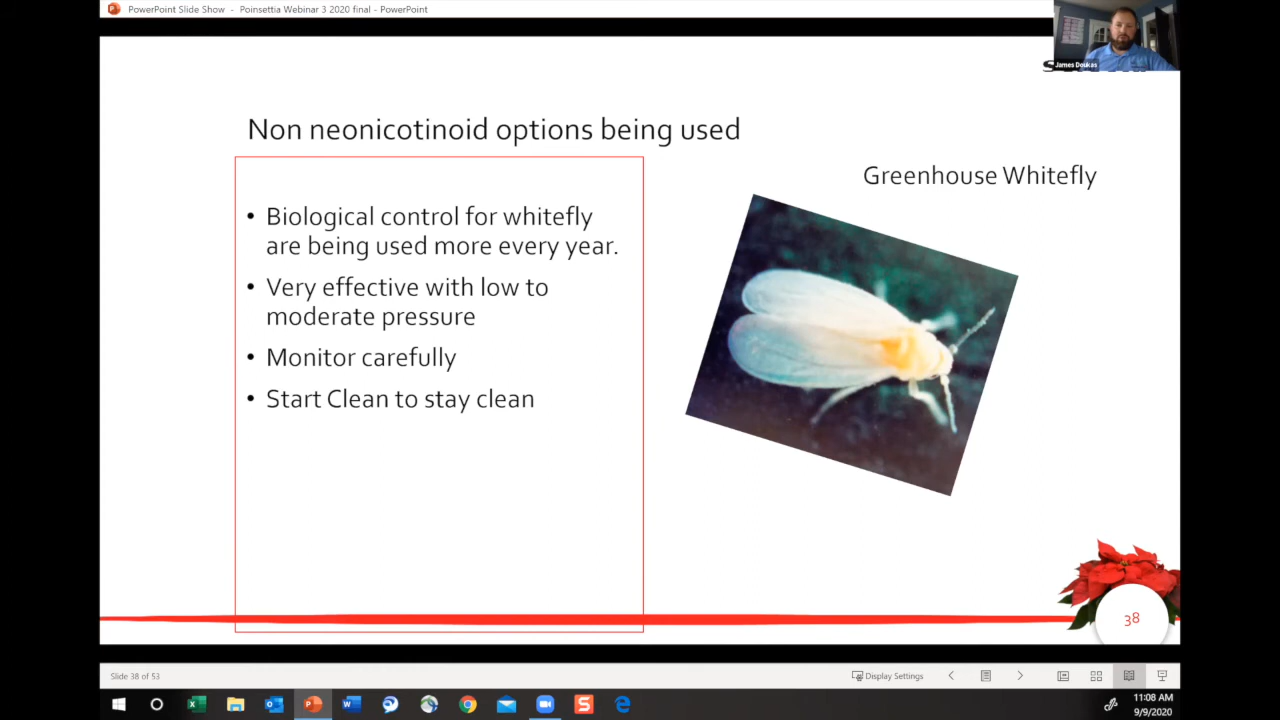 PowerPoint Slide Show - Poinsettia Webinar 3 2020 final - PowerPoint
James Doukas
Non neonicotinoid options being used
Greenhouse Whitefly
• Biological control for whitefly
are being used more every year.
• Very effective with low to
moderate pressure
• Monitor carefully
• Start Clean to stay clean
38
Slide 38 of 53
Display Settings
11:08 AM
9/9/2020